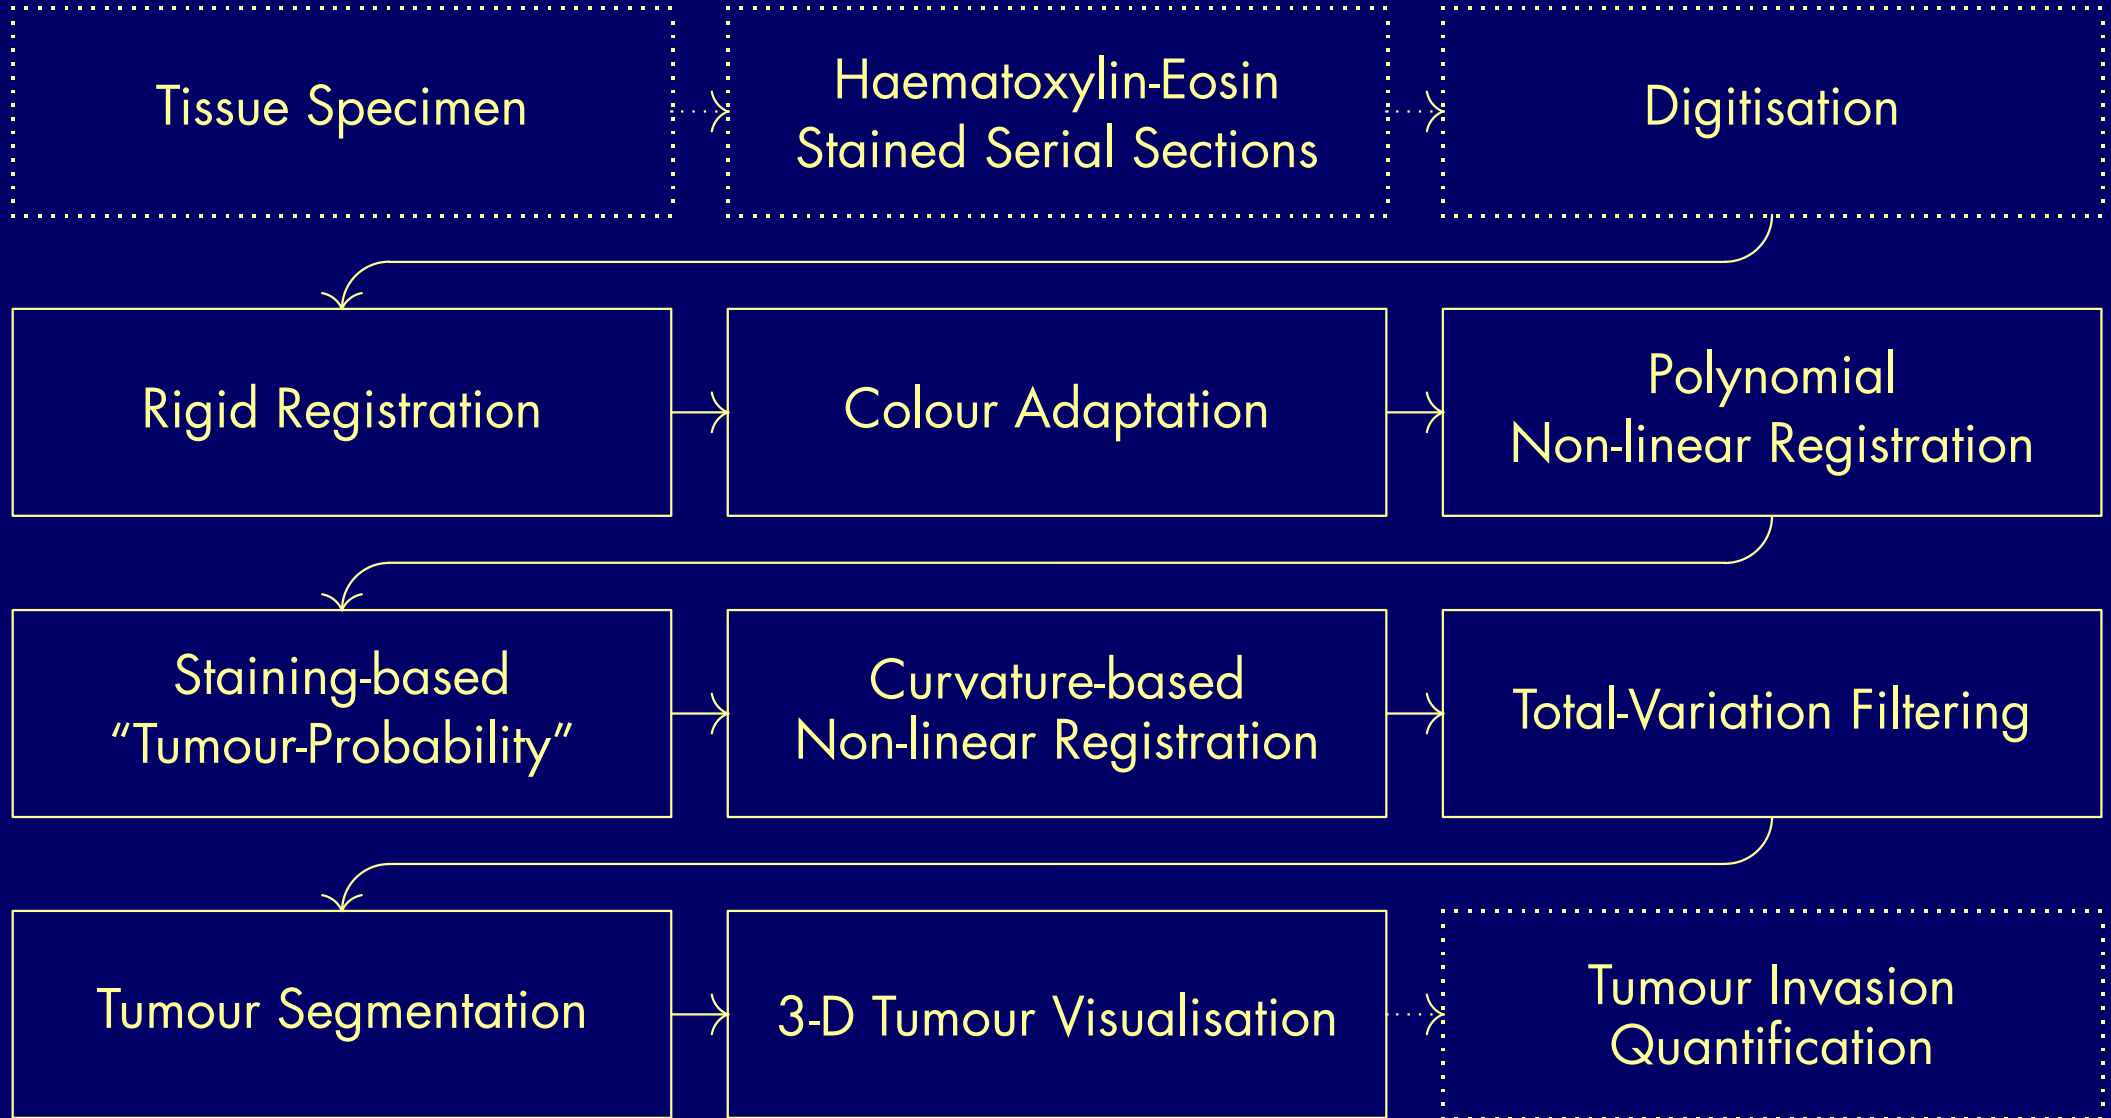 Tissue Specimen
Haematoxylin-Eosin
Stained Serial Sections
Digitisation
Rigid Registration
Colour Adaptation
Polynomial
Non-linear Registration
Staining-based
“Tumour-Probability”
Curvature-based
Non-linear Registration
Total-Variation Filtering
Tumour Segmentation
3-D Tumour Visualisation
Tumour Invasion
Quantification